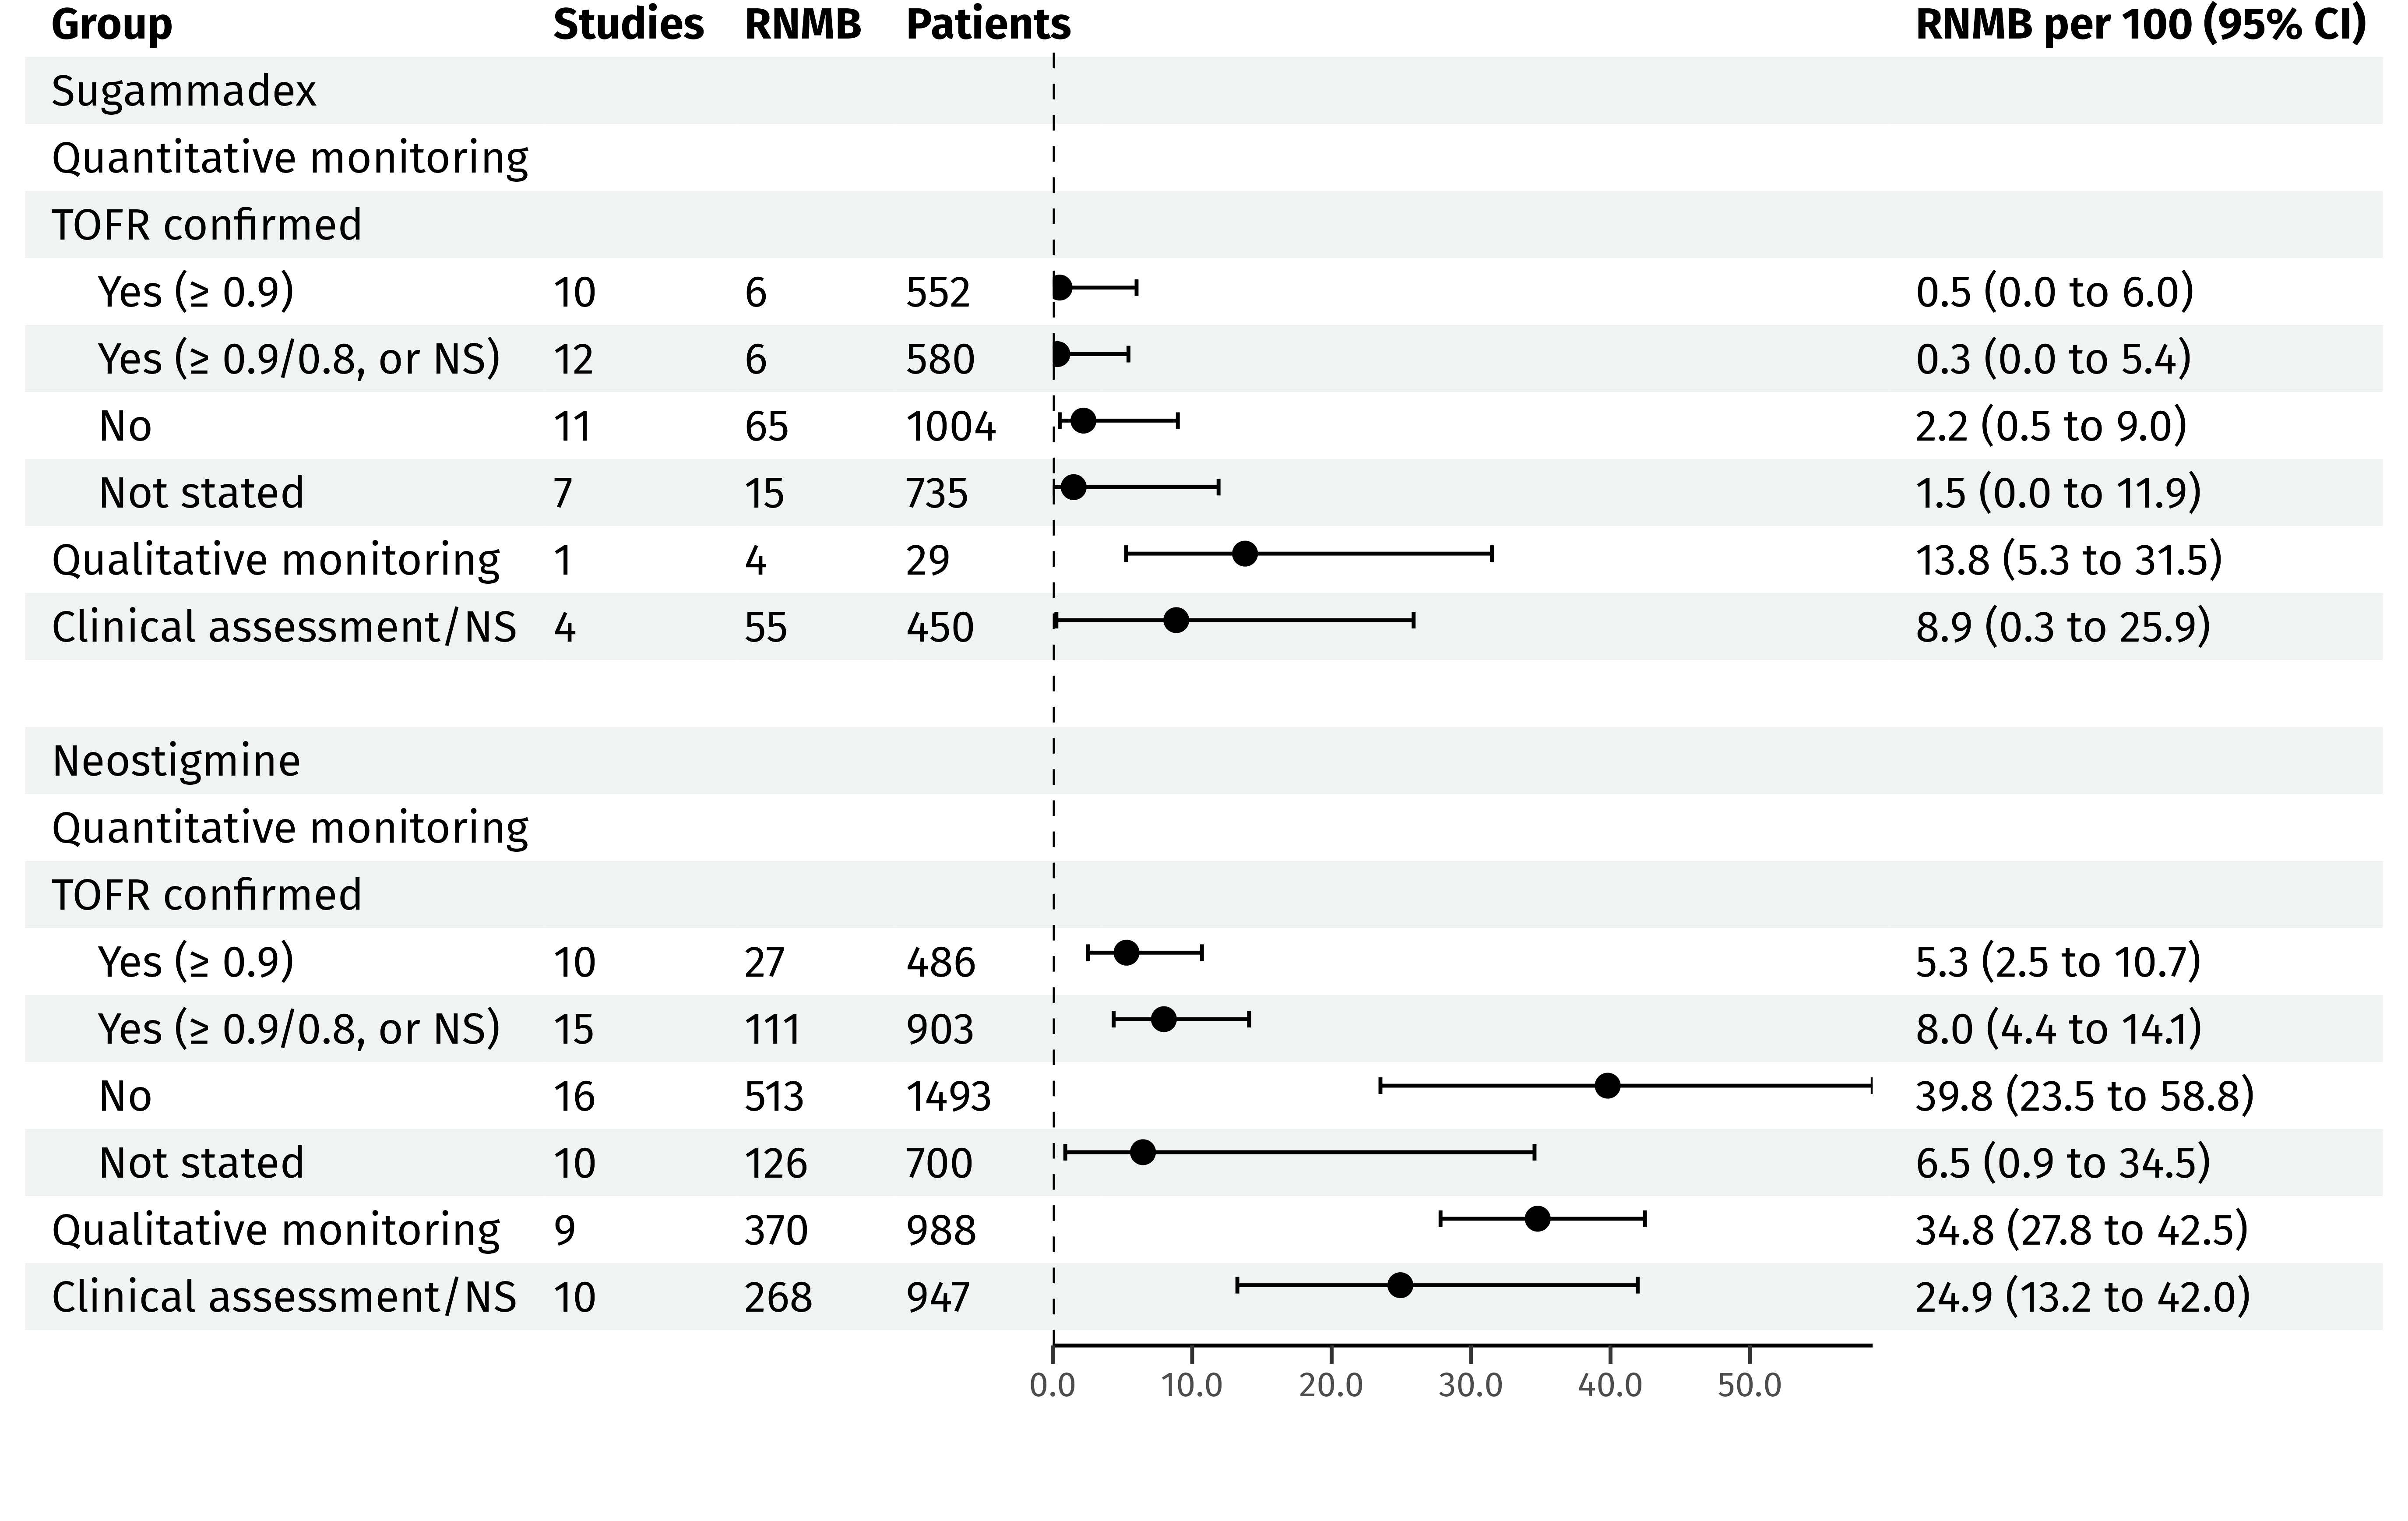 Group Studies RNMB Patients RNMB per 100 (95% CI)
Sugammadex
Quantitative monitoring
TOFR confirmed
Yes (≥ 0.9) 10 6 552 0.5 (0.0 to 6.0)
Yes (≥ 0.9/0.8, or NS) 12 6 580 0.3 (0.0 to 5.4)
No 11 65 1004 2.2 (0.5 to 9.0)
Not stated 7 15 735 1.5 (0.0 to 11.9)
Qualitative monitoring 1 4 29 13.8 (5.3 to 31.5)
Clinical assessment/NS 4 55 450 8.9 (0.3 to 25.9)
Neostigmine
Quantitative monitoring
TOFR confirmed
Yes (≥ 0.9) 10 27 486 5.3 (2.5 to 10.7)
Yes (≥ 0.9/0.8, or NS) 15 111 903 8.0 (4.4 to 14.1)
No 16 513 1493 39.8 (23.5 to 58.8)
Not stated 10 126 700 6.5 (0.9 to 34.5)
Qualitative monitoring 9 370 988 34.8 (27.8 to 42.5)
Clinical assessment/NS 10 268 947 24.9 (13.2 to 42.0)
0.0 10.0 20.0 30.0 40.0 50.0